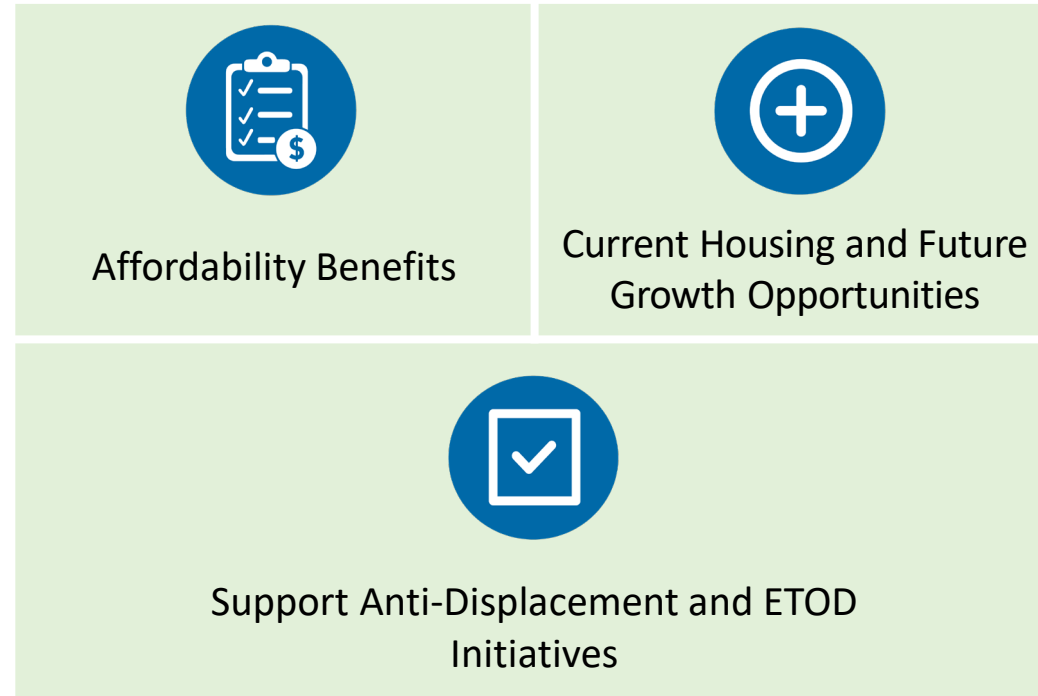 $
Affordability Benefits
Current Housing and Future
Growth Opportunities
Support Anti-Displacement and ETOD
Initiatives